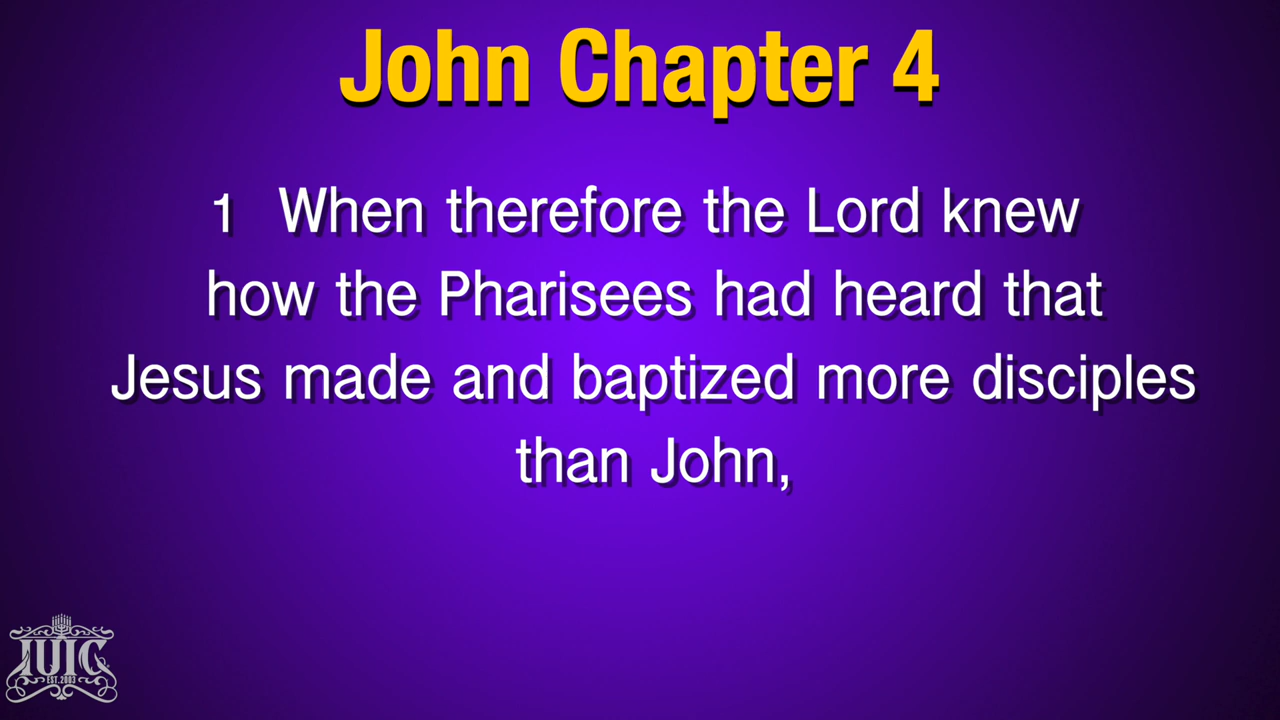 John Chapter 4
1 When therefore the Lord knew
how the Pharisees had heard that
Jesus made and baptized more disciples
than John,
IUIC
EST.2003